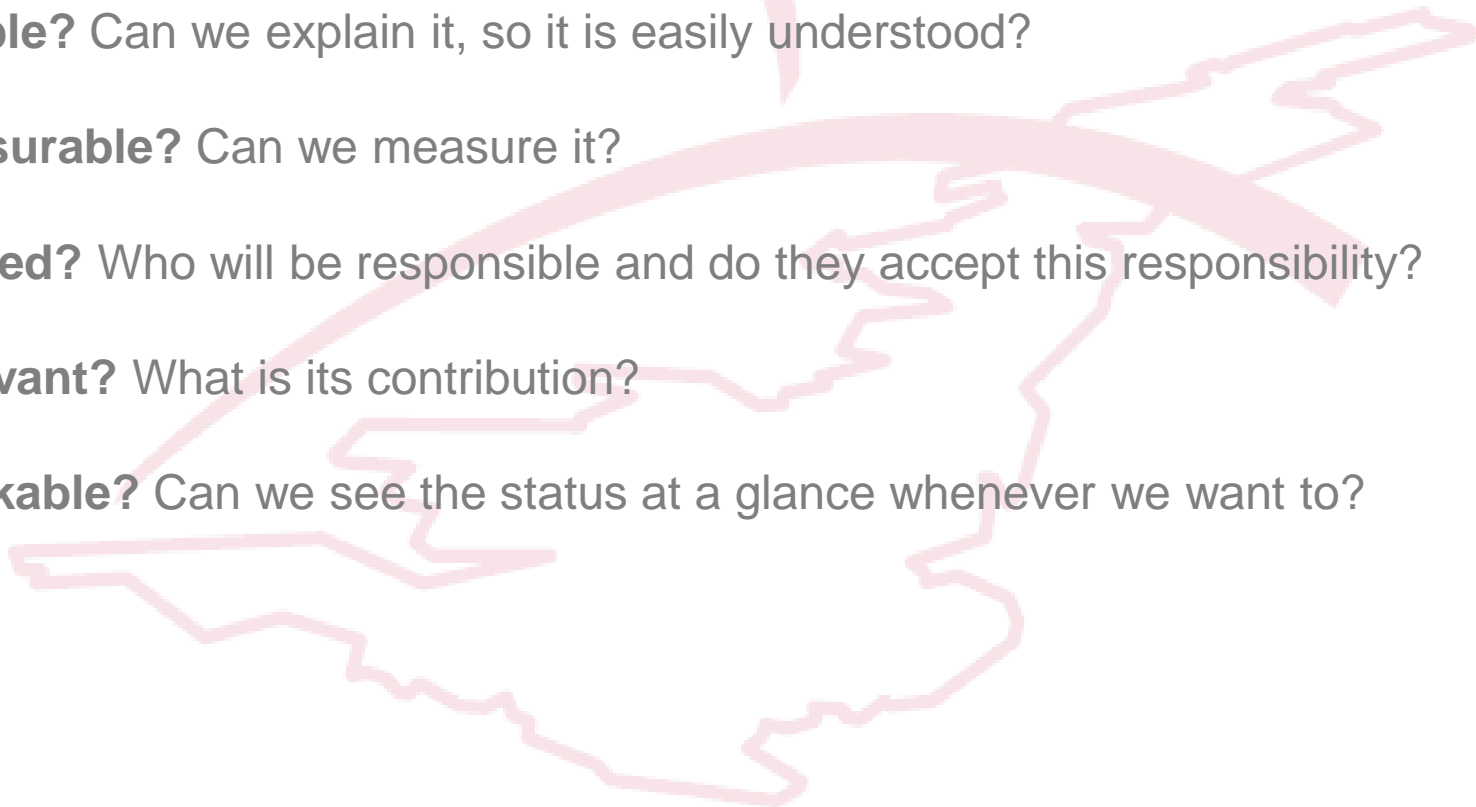 ple? Can we explain it, so it is easily understood?
surable? Can we measure it?
ed? Who will be responsible and do they accept this responsibility?
vant? What is its contribution?
kable? Can we see the status at a glance whenever we want to?